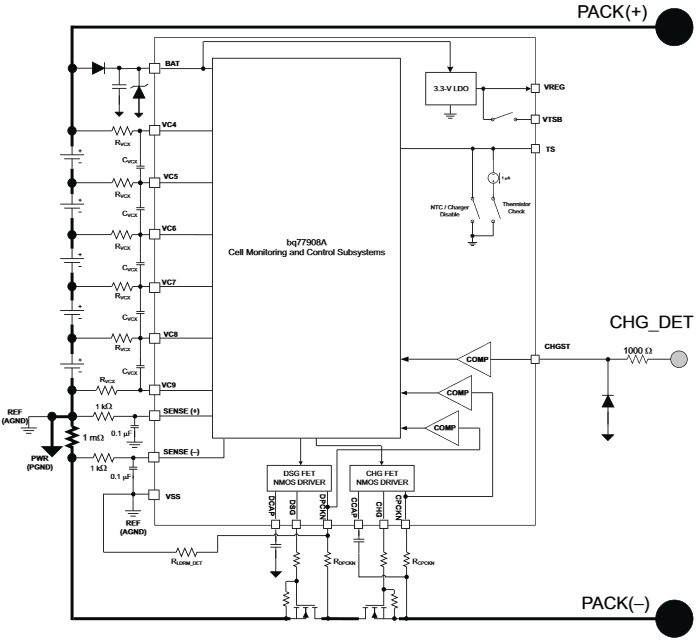 PACK(+)
BAT
3.3-V LDO
VREG
VTSB
VC4
RVCX
CVCX
TS
1 μA
VC5
RVCX
CVCX
NTC / Charger
Disable
Thermistor
Check
VC6
RVCX
CVCX
bq77908A
Cell Monitoring and Control Subsystems
VC7
RVCX
CVCX
CHG_DET
VC8
RVCX
CVCX
COMP
CHGST
1000 Ω
VC9
RVCX
COMP
SENSE (+)
1 kΩ
0.1 μF
REF
(AGND)
COMP
1 mΩ
PWR
(PGND)
SENSE (–)
1 kΩ
0.1 μF
DSG FET
NMOS DRIVER
CHG FET
NMOS DRIVER
VSS
REF
(AGND)
DCAP
DSG
DPCKN
CCAP
CHG
CPCKN
RLDRM_DET
RDPCKN
RCPCKN
PACK(–)
+
–
+
–
+
–
+
–
+
–